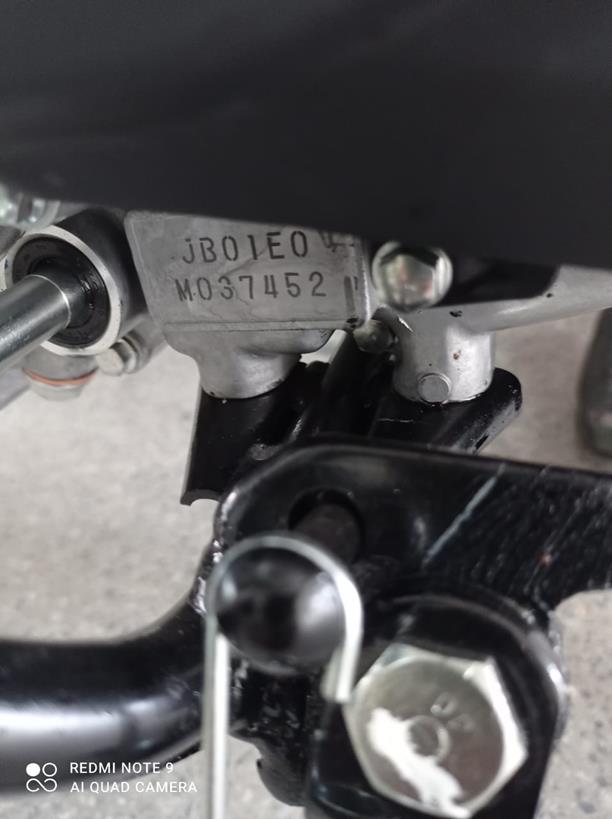 JB01E0
M037452
REDMI NOTE 9
AI QUAD CAMERA